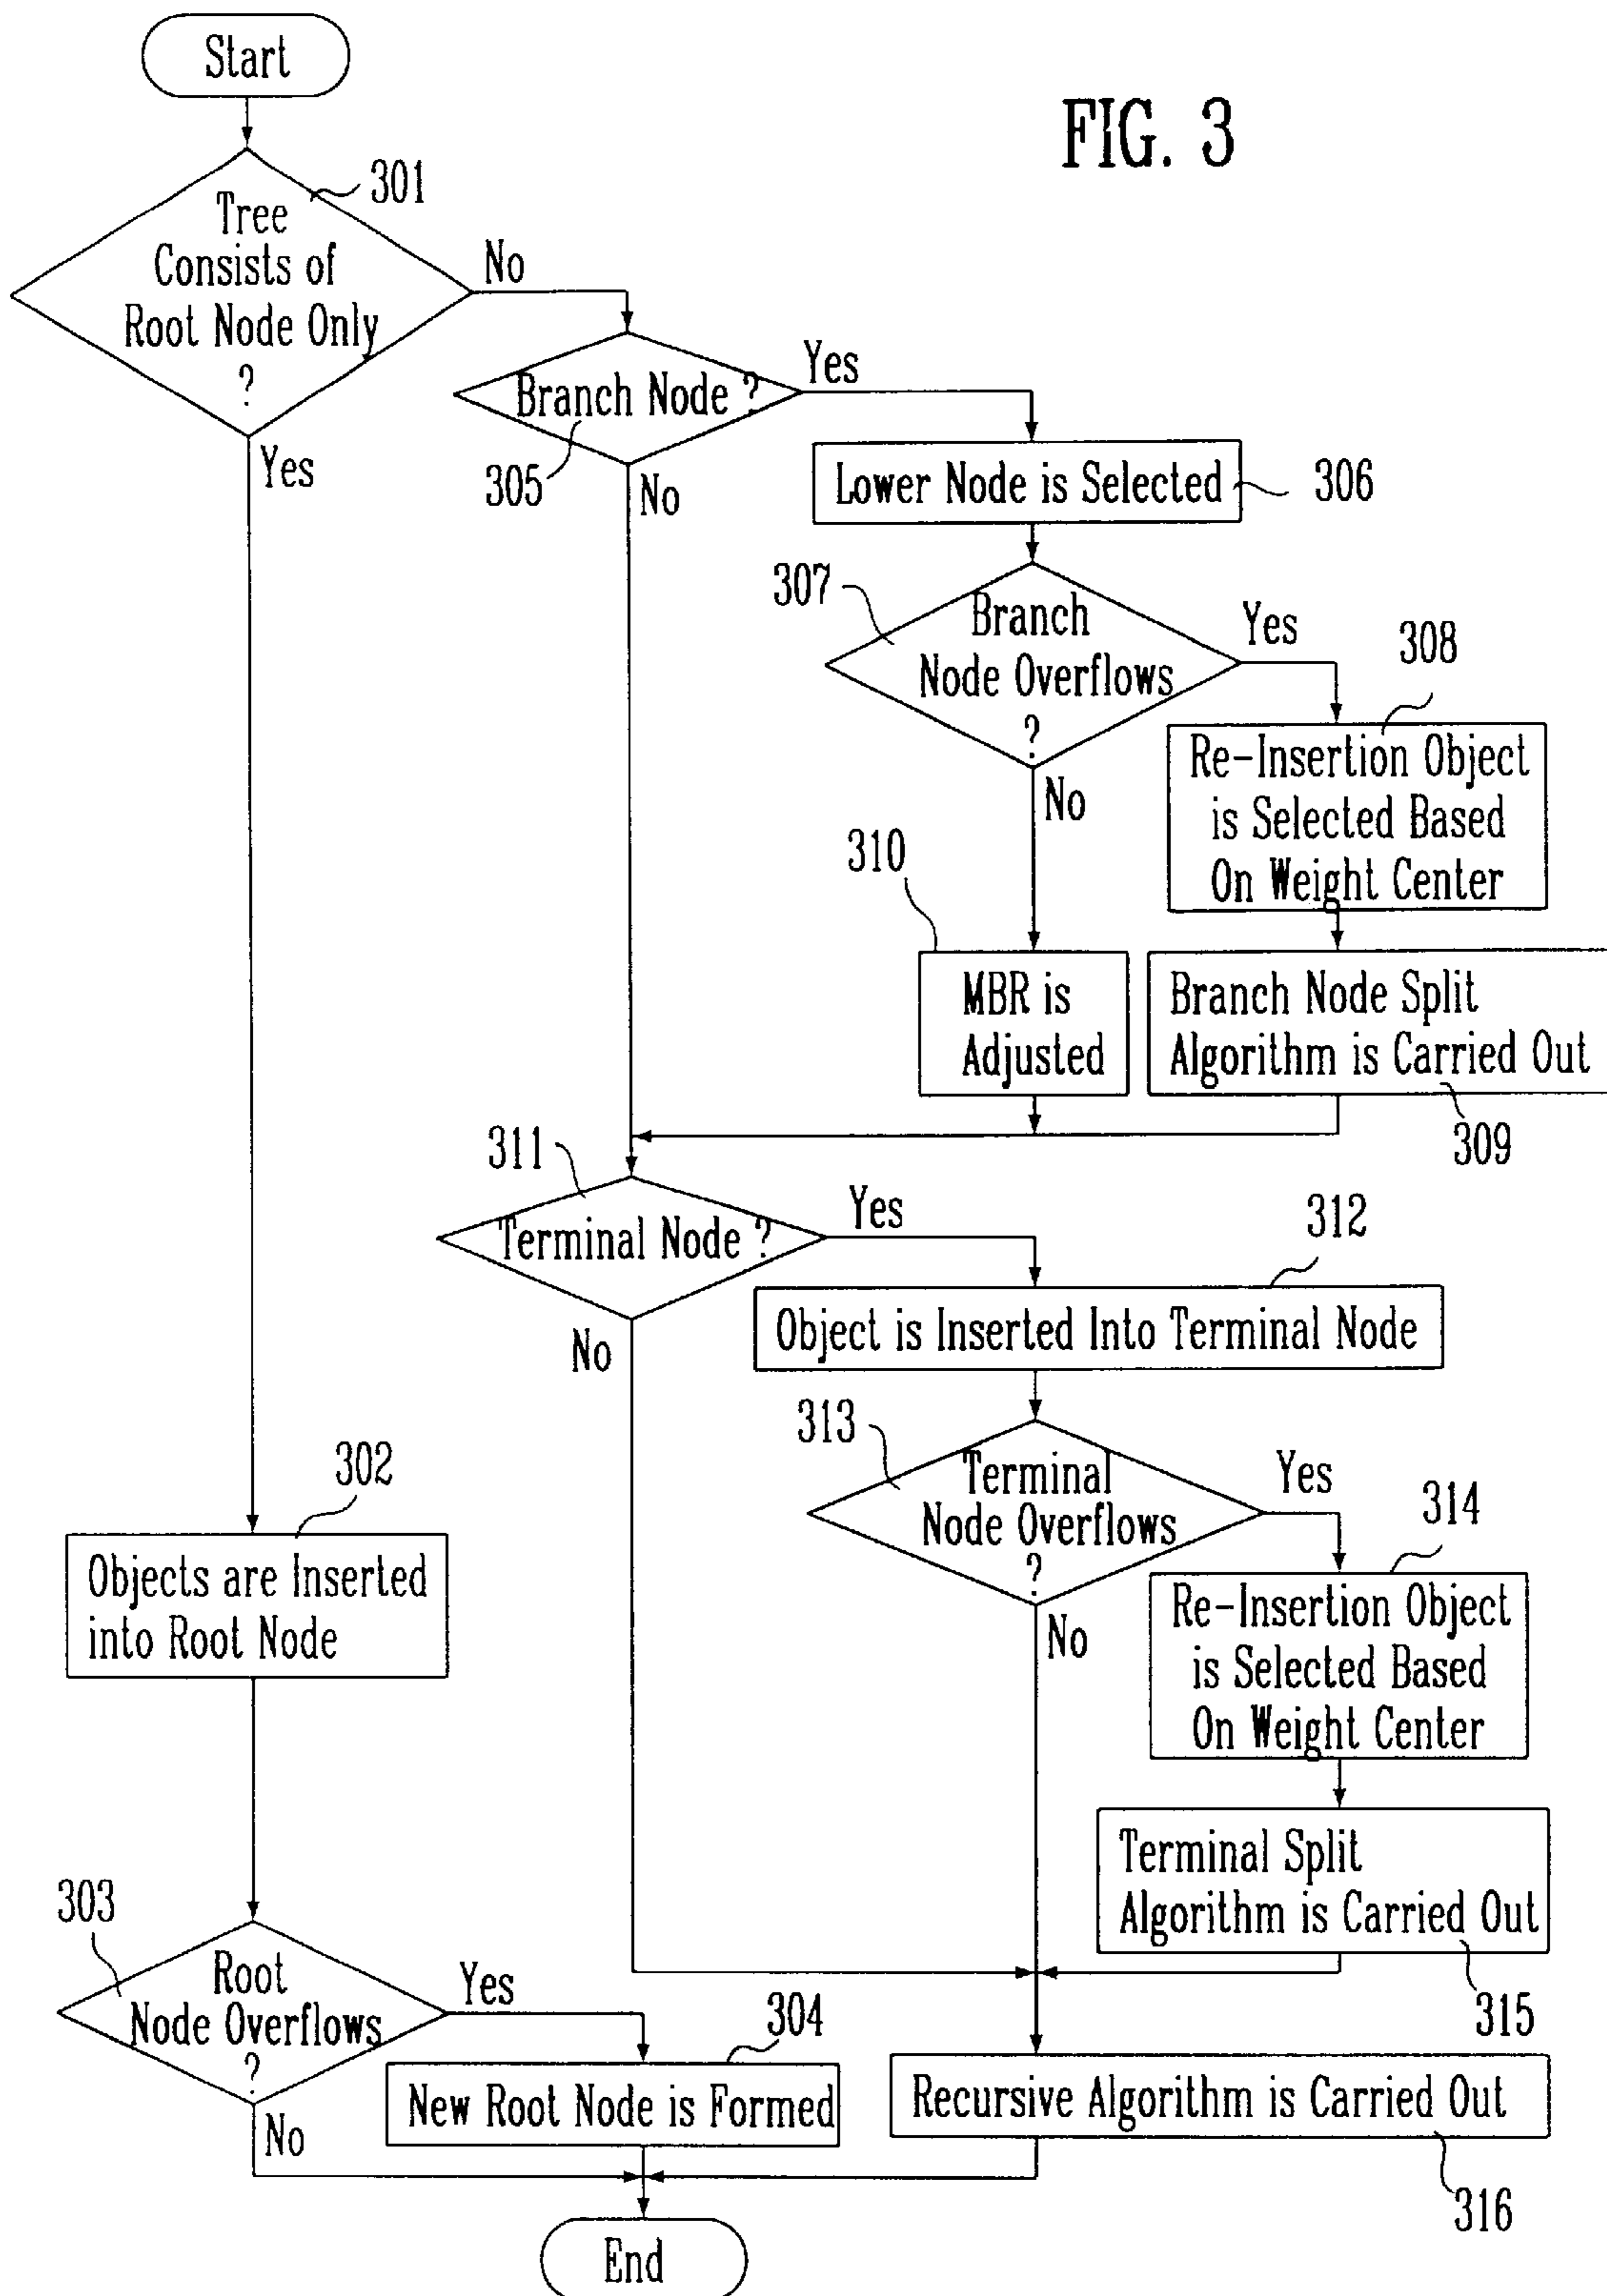 Start
FIG. 3
301
Tree
Consists of
Root Node Only
?
No
Yes
Branch Node ?
305
Yes
No
Lower Node is Selected
306
307
Branch
Node Overflows
?
Yes
No
308
Re-Insertion Object
is Selected Based
On Weight Center
310
MBR is
Adjusted
Branch Node Split
Algorithm is Carried Out
309
311
Terminal Node ?
Yes
No
312
Object is Inserted Into Terminal Node
313
Terminal
Node Overflows
?
Yes
No
314
Re-Insertion Object
is Selected Based
On Weight Center
Terminal Split
Algorithm is Carried Out
315
302
Objects are Inserted
into Root Node
303
Root
Node Overflows
?
Yes
No
304
New Root Node is Formed
Recursive Algorithm is Carried Out
316
End